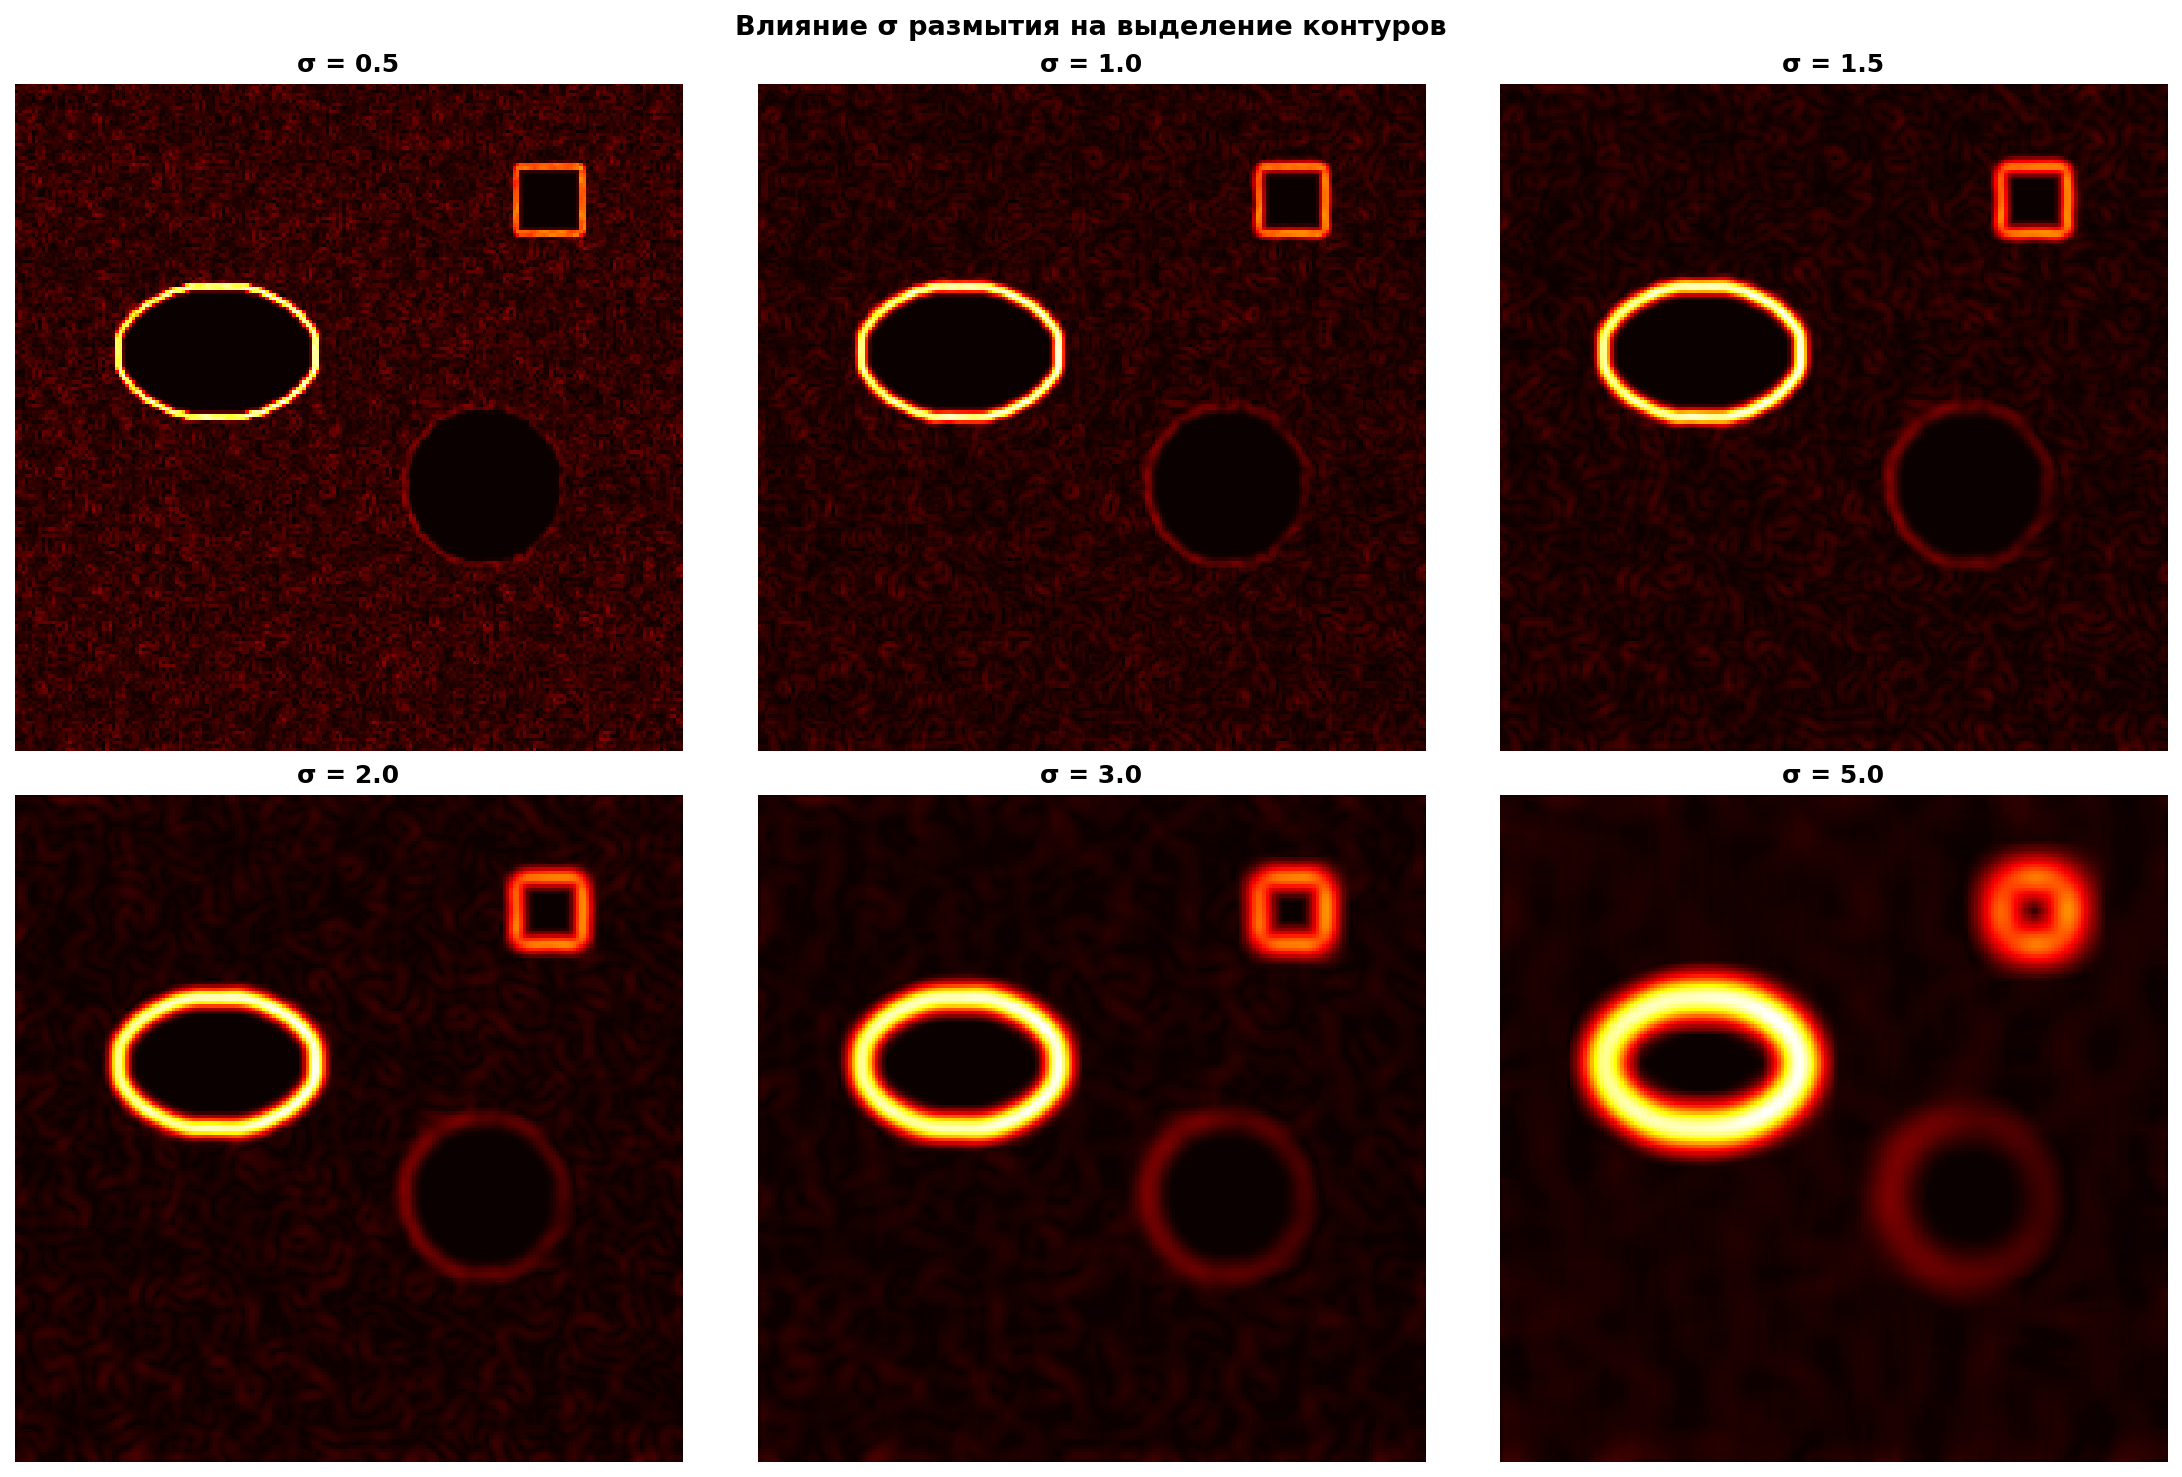 Влияние σ размытия на выделение контуров
σ = 0.5
σ = 1.0
σ = 1.5
σ = 2.0
σ = 3.0
σ = 5.0